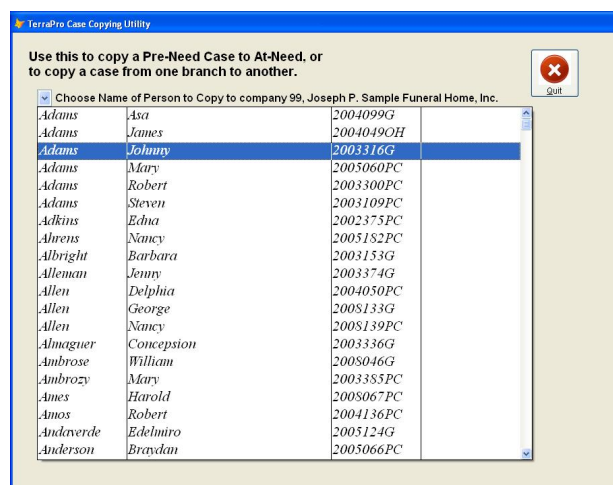 TerraPro Case Copying Utility
Use this to copy a Pre-Need Case to At-Need, or
to copy a case from one branch to another.
Quit
Choose Name of Person to Copy to company 99, Joseph P. Sample Funeral Home, Inc.
Adams Asa 2004099G
Adams James 2004049OH
Adams Johnny 2003316G
Adams Mary 2005060PC
Adams Robert 2003300PC
Adams Steven 2003109PC
Adkins Edna 2002375PC
Ahrens Nancy 2005182PC
Albright Barbara 2003153G
Alleman Jenny 2003374G
Allen Delphia 2004050PC
Allen George 2008133G
Allen Nancy 2008139PC
Almaguer Concepsion 2003336G
Ambrose William 2008046G
Ambrozy Mary 2003385PC
Ames Harold 2008067PC
Amos Robert 2004136PC
Andaverde Edelmiro 2005124G
Anderson Braydan 2005066PC